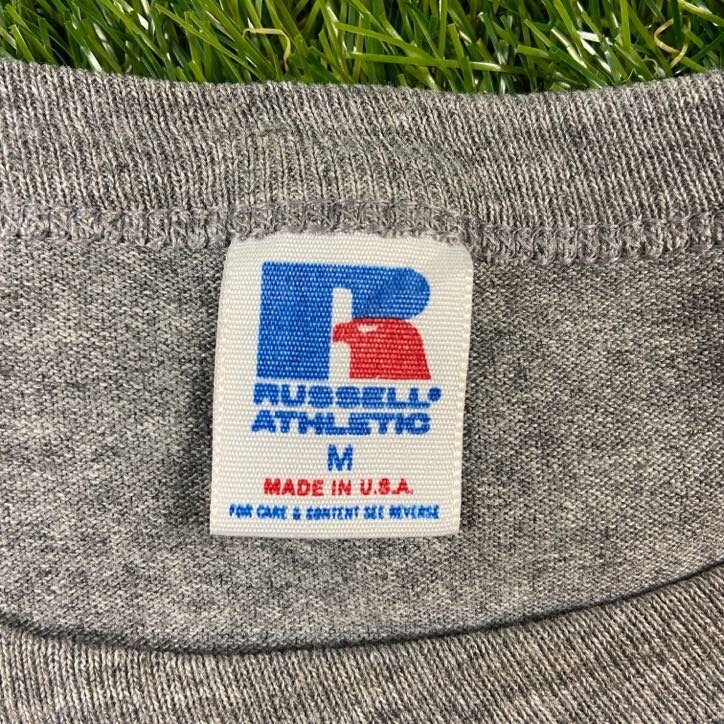 R
RUSSELL®
ATHLETIC
M
MADE IN U.S.A.
FOR CARE & CONTENT SEE REVERSE